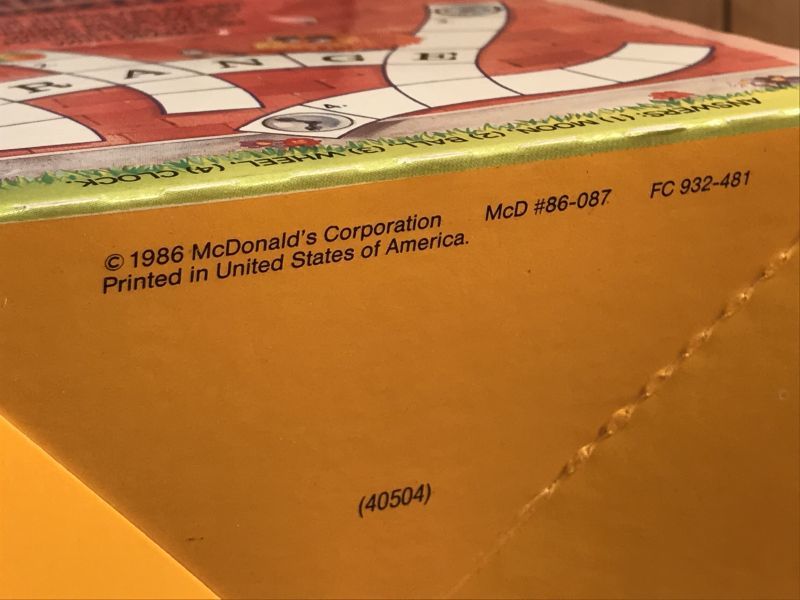 R A N G E
4.
ANSWERS: (1) MOON, (2) BALL, (3) WHEEL, (4) CLOCK.
© 1986 McDonald's Corporation McD #86-087 FC 932-481
Printed in United States of America.
(40504)